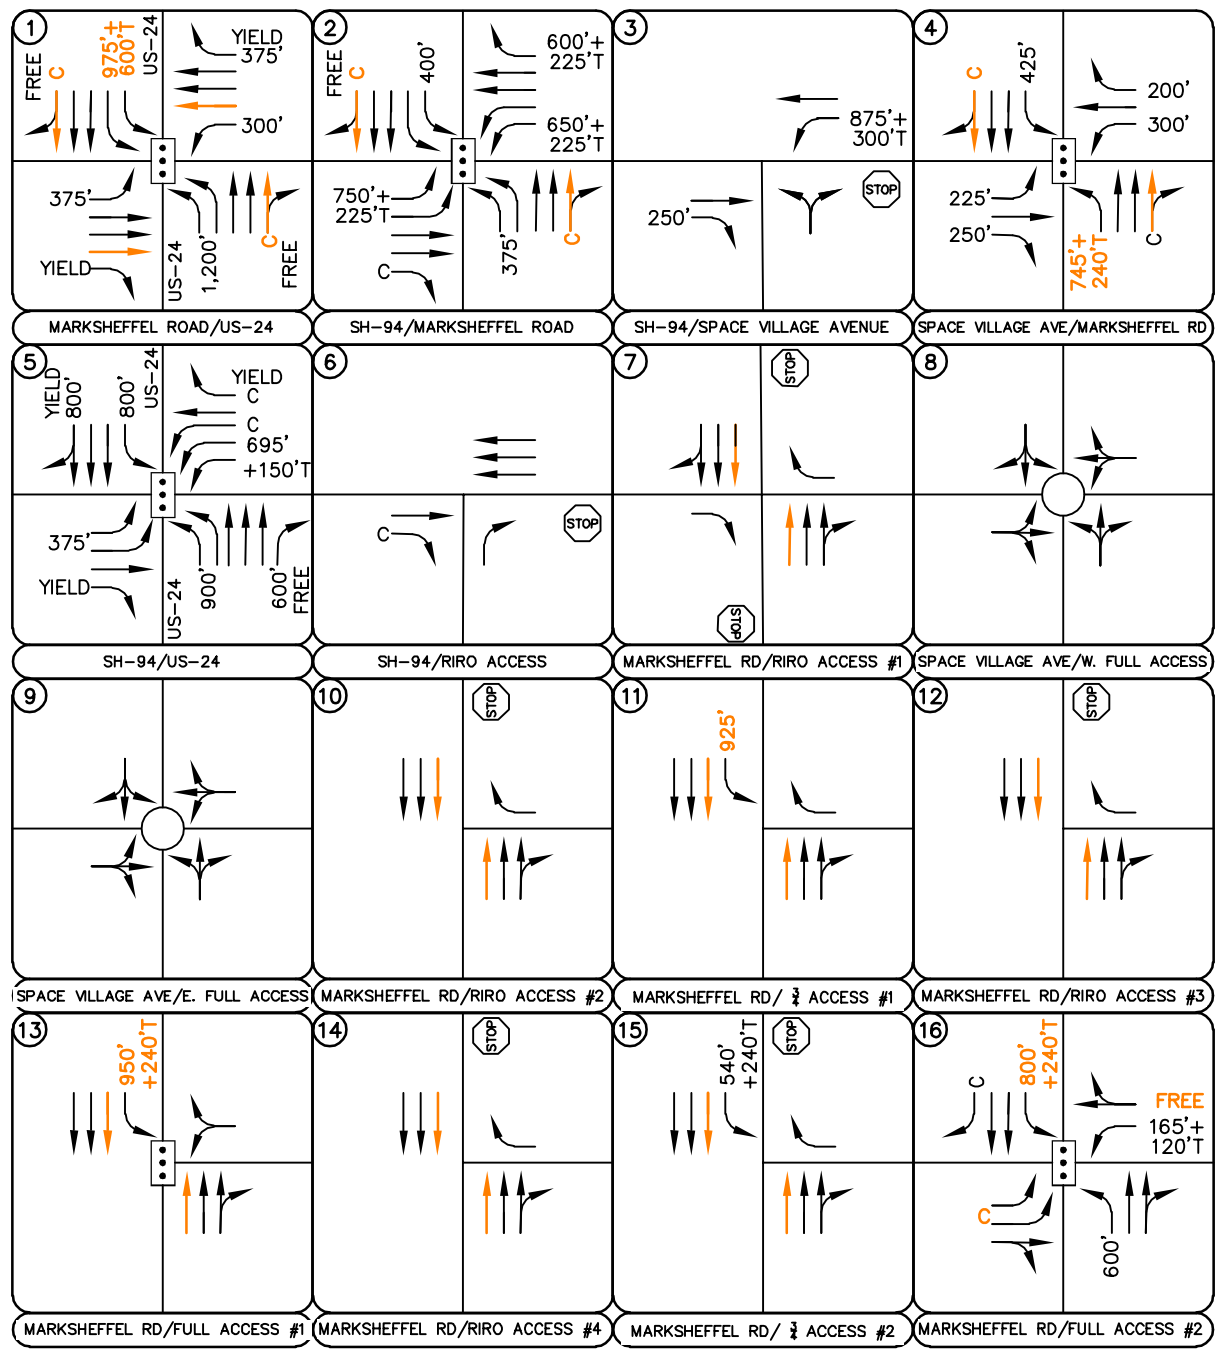 1
FREE
C
975'+
600'T
US-24
YIELD
375'
300'
375'
YIELD
US-24
1,200'
C
FREE
MARKSHEFFEL ROAD/US-24
2
FREE
C
400'
600'+
225'T
650'+
225'T
750'+
225'T
C
375'
C
SH-94/MARKSHEFFEL ROAD
3
875'+
300'T
250'
STOP
SH-94/SPACE VILLAGE AVENUE
4
C
425'
200'
300'
225'
250'
745'+
240'T
C
SPACE VILLAGE AVE/MARKSHEFFEL RD
5
YIELD
800'
800'
US-24
YIELD
C
C
695'
+150'T
375'
YIELD
US-24
900'
600'
FREE
SH-94/US-24
6
C
STOP
SH-94/RIRO ACCESS
7
STOP
STOP
MARKSHEFFEL RD/RIRO ACCESS #1
8
SPACE VILLAGE AVE/W. FULL ACCESS
9
SPACE VILLAGE AVE/E. FULL ACCESS
10
STOP
MARKSHEFFEL RD/RIRO ACCESS #2
11
925'
MARKSHEFFEL RD/ ¾ ACCESS #1
12
STOP
MARKSHEFFEL RD/RIRO ACCESS #3
13
950'
+240'T
MARKSHEFFEL RD/FULL ACCESS #1
14
STOP
MARKSHEFFEL RD/RIRO ACCESS #4
15
540'
+240'T
STOP
MARKSHEFFEL RD/ ¾ ACCESS #2
16
C
800'
+240'T
FREE
165'+
120'T
C
600'
MARKSHEFFEL RD/FULL ACCESS #2